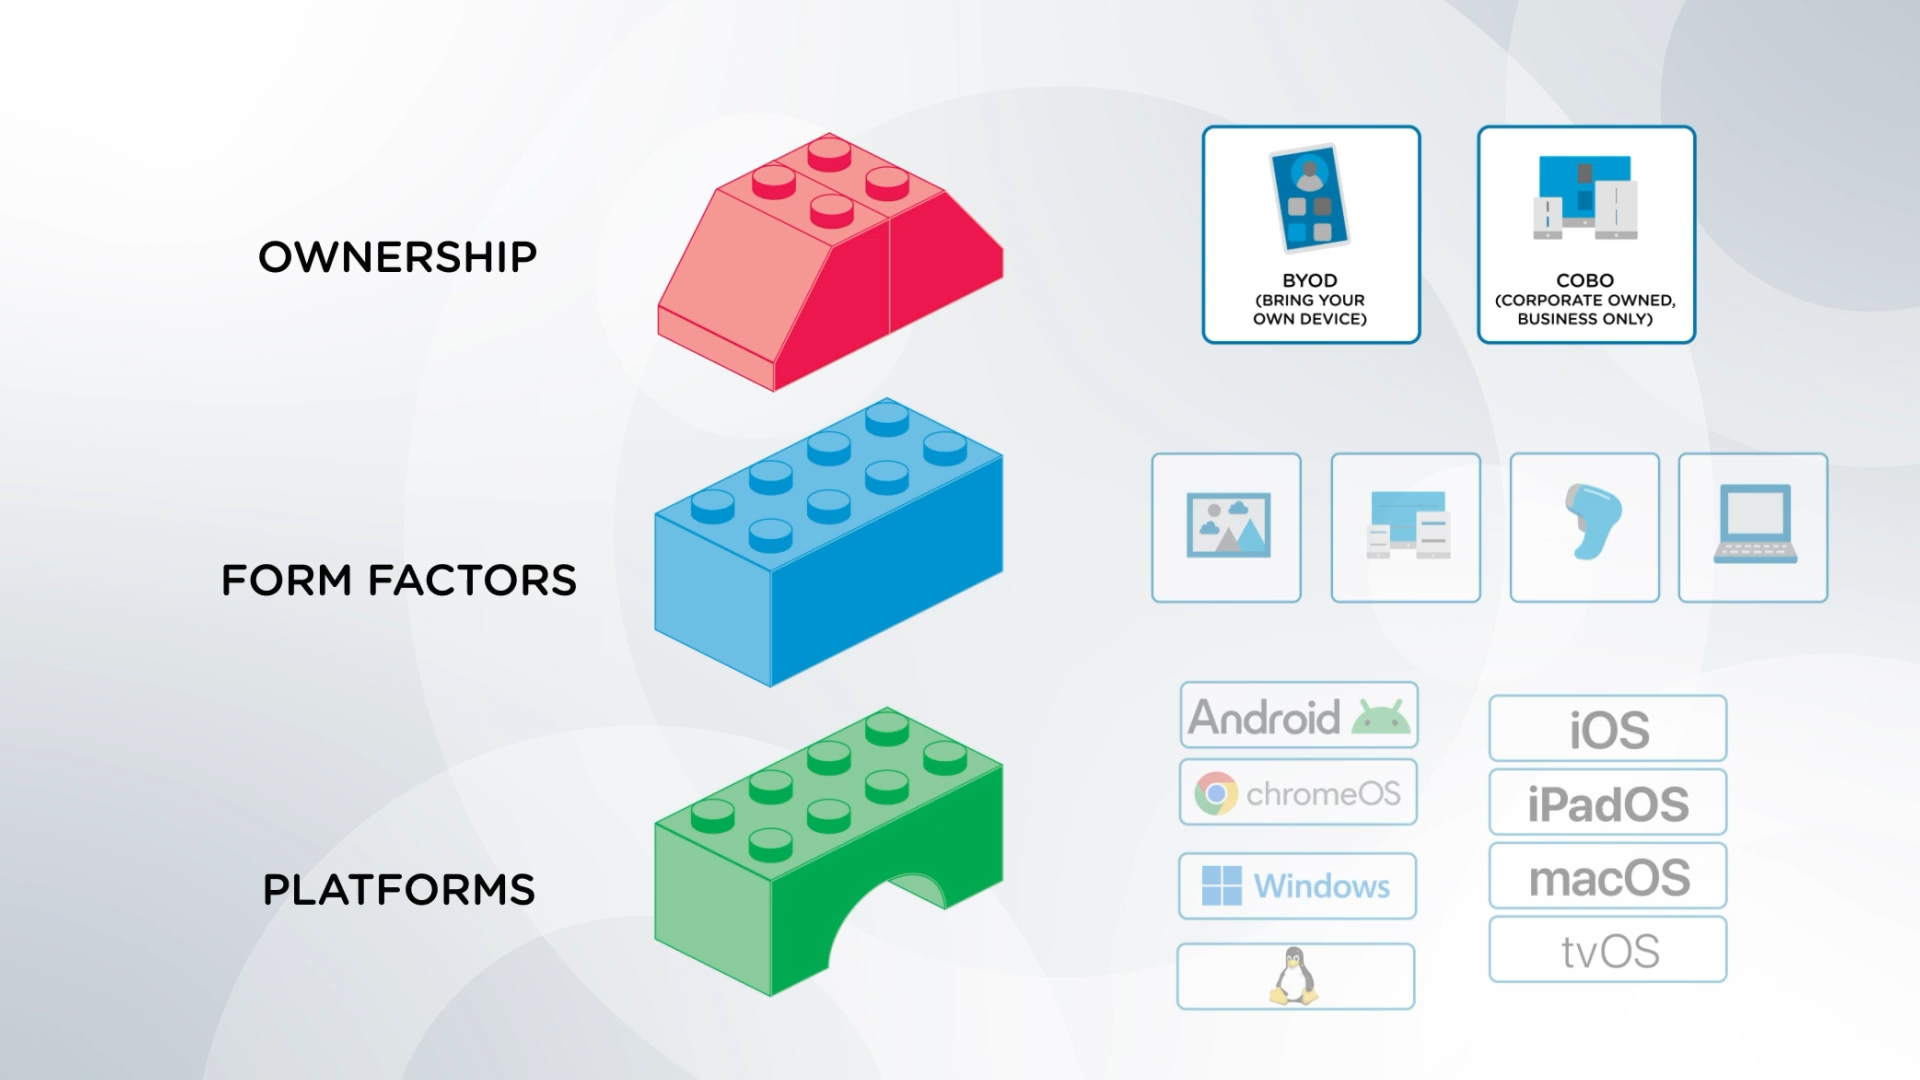 OWNERSHIP
BYOD
(BRING YOUR
OWN DEVICE)
COBO
(CORPORATE OWNED,
BUSINESS ONLY)
FORM FACTORS
PLATFORMS
Android
chromeOS
Windows
iOS
iPadOS
macOS
tvOS